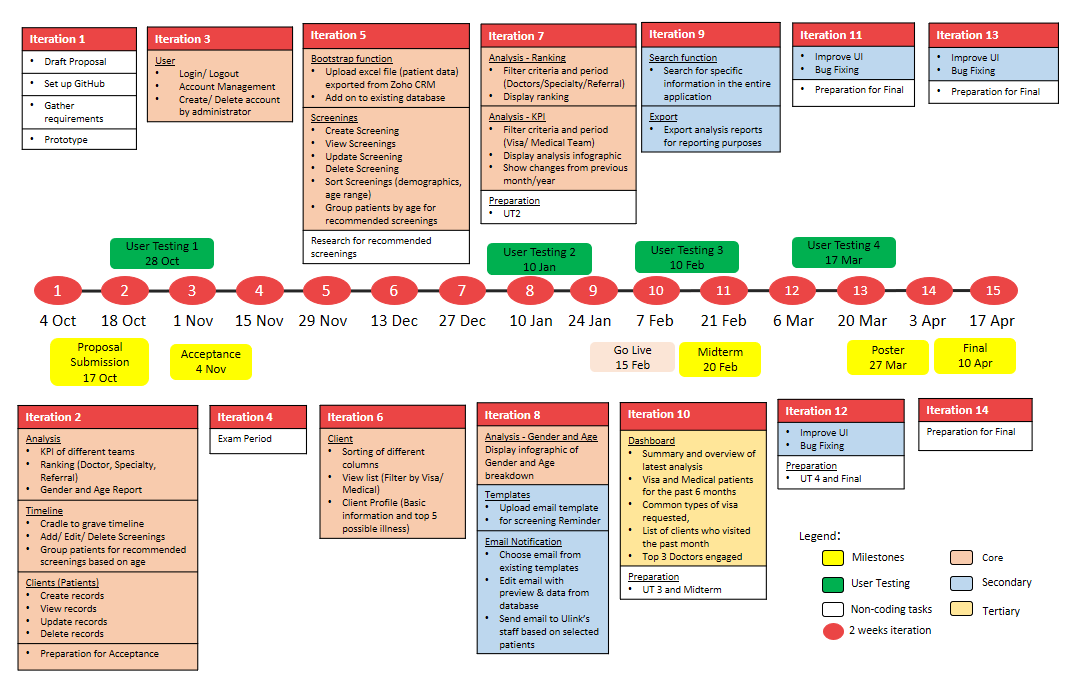 Iteration 1
• Draft Proposal
• Set up GitHub
• Gather
requirements
• Prototype
Iteration 3
User
• Login/ Logout
• Account Management
• Create/ Delete account
by administrator
Iteration 5
Bootstrap function
• Upload excel file (patient data)
exported from Zoho CRM
• Add on to existing database
Screenings
• Create Screening
• View Screenings
• Update Screening
• Delete Screening
• Sort Screenings (demographics,
age range)
• Group patients by age for
recommended screenings
Research for recommended
screenings
Iteration 7
Analysis - Ranking
• Filter criteria and period
(Doctors/Specialty/Referral)
• Display ranking
Analysis - KPI
• Filter criteria and period
(Visa/ Medical Team)
• Display analysis infographic
• Show changes from previous
month/year
Preparation
• UT2
Iteration 9
Search function
• Search for specific
information in the entire
application
Export
• Export analysis reports
for reporting purposes
Iteration 11
• Improve UI
• Bug Fixing
• Preparation for Final
Iteration 13
• Improve UI
• Bug Fixing
• Preparation for Final
User Testing 1
28 Oct
User Testing 2
10 Jan
User Testing 3
10 Feb
User Testing 4
17 Mar
1 2 3 4 5 6 7 8 9 10 11 12 13 14 15
4 Oct 18 Oct 1 Nov 15 Nov 29 Nov 13 Dec 27 Dec 10 Jan 24 Jan 7 Feb 21 Feb 6 Mar 20 Mar 3 Apr 17 Apr
Proposal
Submission
17 Oct
Acceptance
4 Nov
Go Live
15 Feb
Midterm
20 Feb
Poster
27 Mar
Final
10 Apr
Iteration 2
Analysis
• KPI of different teams
• Ranking (Doctor, Specialty,
Referral)
• Gender and Age Report
Timeline
• Cradle to grave timeline
• Add/ Edit/ Delete Screenings
• Group patients for recommended
screenings based on age
Clients (Patients)
• Create records
• View records
• Update records
• Delete records
• Preparation for Acceptance
Iteration 4
Exam Period
Iteration 6
Client
• Sorting of different
columns
• View list (Filter by Visa/
Medical)
• Client Profile (Basic
information and top 5
possible illness)
Iteration 8
Analysis - Gender and Age
Display infographic of
Gender and Age
breakdown
Templates
• Upload email template
• for screening Reminder
Email Notification
• Choose email from
existing templates
• Edit email with
preview & data from
database
• Send email to Ulink's
staff based on selected
patients
Iteration 10
Dashboard
• Summary and overview of
latest analysis
• Visa and Medical patients
for the past 6 months
• Common types of visa
requested,
• List of clients who visited
the past month
• Top 3 Doctors engaged
Preparation
• UT 3 and Midterm
Iteration 12
• Improve UI
• Bug Fixing
Preparation
• UT 4 and Final
Iteration 14
Preparation for Final
Legend:
Milestones
Core
User Testing
Secondary
Non-coding tasks
Tertiary
2 weeks iteration